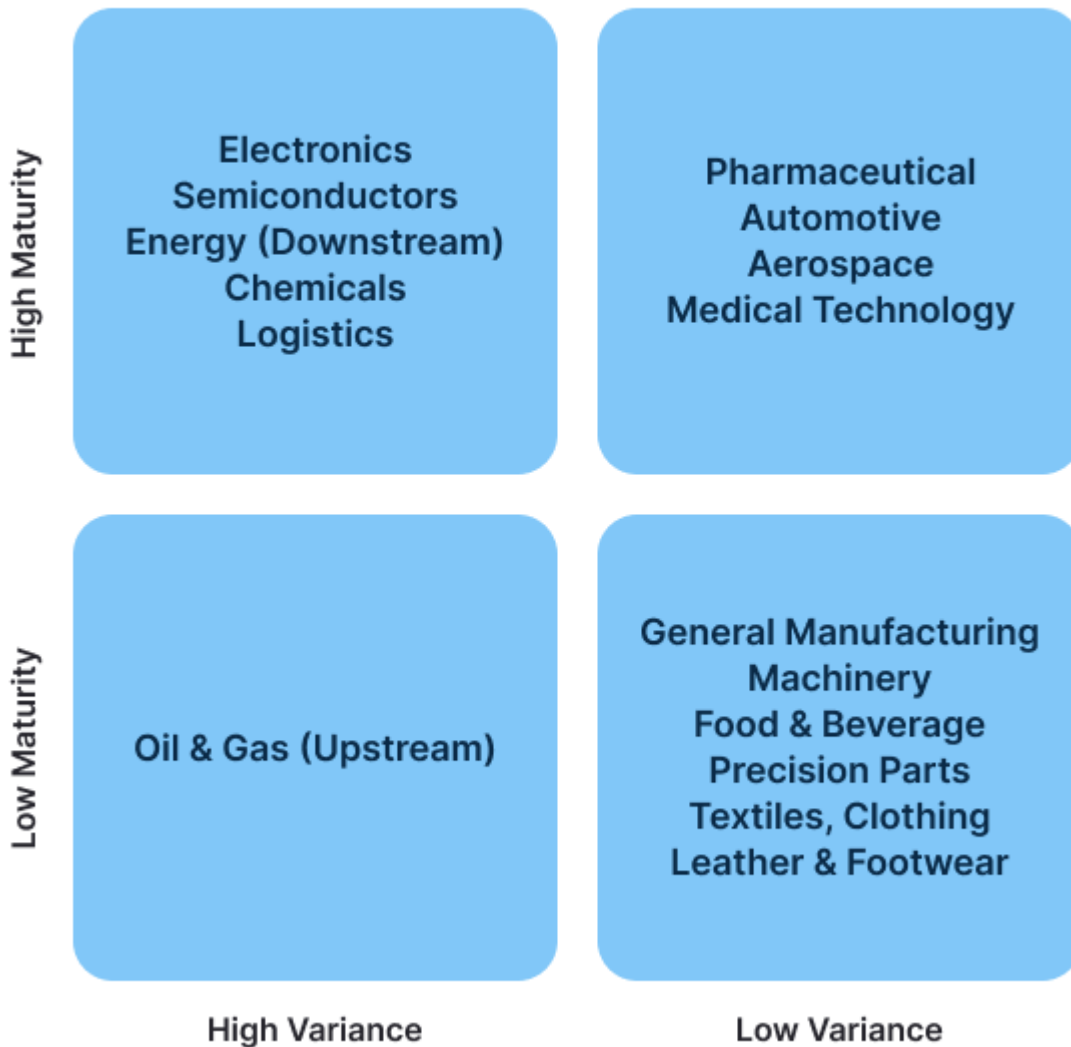 High Maturity
Electronics
Semiconductors
Energy (Downstream)
Chemicals
Logistics
Pharmaceutical
Automotive
Aerospace
Medical Technology
Low Maturity
Oil & Gas (Upstream)
General Manufacturing
Machinery
Food & Beverage
Precision Parts
Textiles, Clothing
Leather & Footwear
High Variance
Low Variance